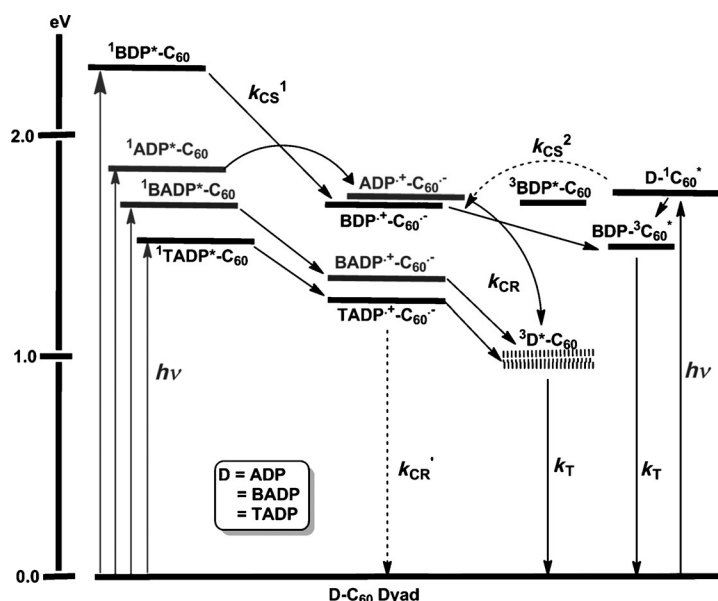 eV
¹BDP*-C₆₀
k_CS¹
2.0
¹ADP*-C₆₀
ADP·⁺-C₆₀·⁻
k_CS²
D-¹C₆₀*
¹BADP*-C₆₀
BDP·⁺-C₆₀·⁻
³BDP*-C₆₀
BDP-³C₆₀*
¹TADP*-C₆₀
BADP·⁺-C₆₀·⁻
k_CR
TADP·⁺-C₆₀·⁻
³D*-C₆₀
1.0
hν
hν
D = ADP
= BADP
= TADP
k_CR'
k_T
k_T
0.0
D-C₆₀ Dyad